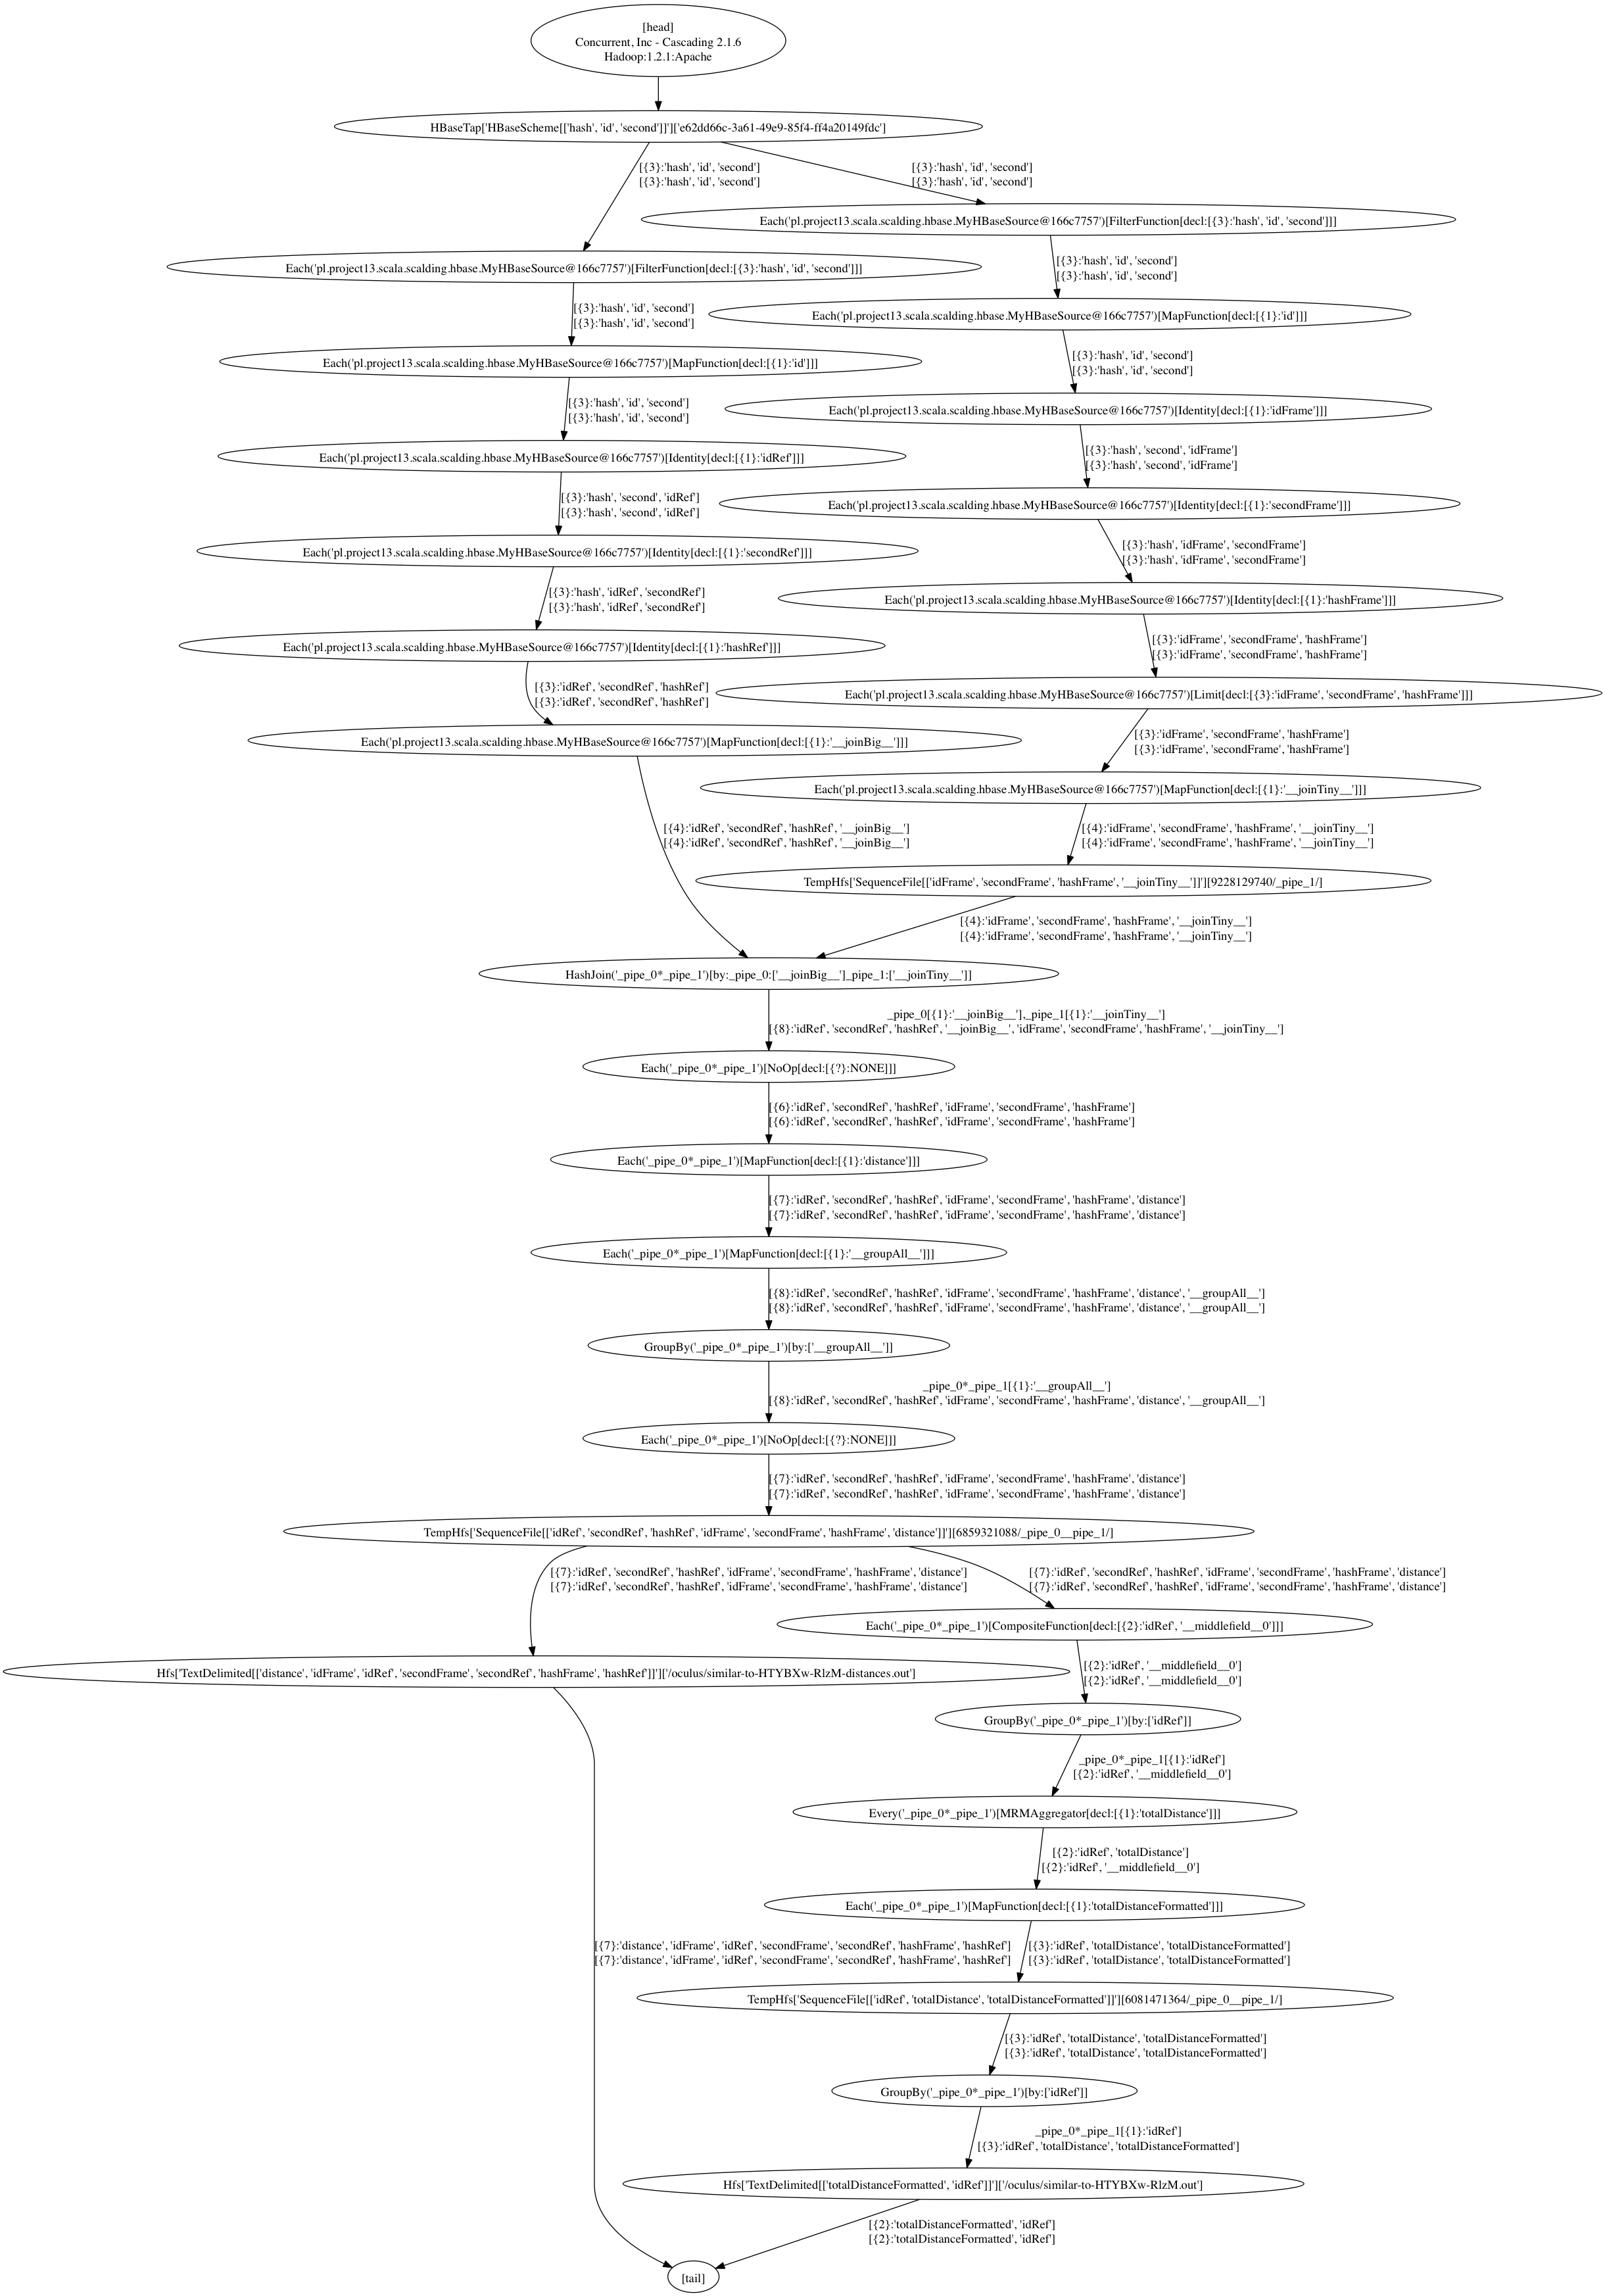 [head]
Concurrent, Inc - Cascading 2.1.6
Hadoop:1.2.1:Apache
HBaseTap['HBaseScheme[['hash', 'id', 'second']]']['e62dd66c-3a61-49e9-85f4-ff4a20149fdc']
[{3}:'hash', 'id', 'second']
[{3}:'hash', 'id', 'second']
[{3}:'hash', 'id', 'second']
[{3}:'hash', 'id', 'second']
Each('pl.project13.scala.scalding.hbase.MyHBaseSource@166c7757')[FilterFunction[decl:[{3}:'hash', 'id', 'second']]]
Each('pl.project13.scala.scalding.hbase.MyHBaseSource@166c7757')[FilterFunction[decl:[{3}:'hash', 'id', 'second']]]
[{3}:'hash', 'id', 'second']
[{3}:'hash', 'id', 'second']
[{3}:'hash', 'id', 'second']
[{3}:'hash', 'id', 'second']
Each('pl.project13.scala.scalding.hbase.MyHBaseSource@166c7757')[MapFunction[decl:[{1}:'id']]]
Each('pl.project13.scala.scalding.hbase.MyHBaseSource@166c7757')[MapFunction[decl:[{1}:'id']]]
[{3}:'hash', 'id', 'second']
[{3}:'hash', 'id', 'second']
[{3}:'hash', 'id', 'second']
[{3}:'hash', 'id', 'second']
Each('pl.project13.scala.scalding.hbase.MyHBaseSource@166c7757')[Identity[decl:[{1}:'idFrame']]]
Each('pl.project13.scala.scalding.hbase.MyHBaseSource@166c7757')[Identity[decl:[{1}:'idRef']]]
[{3}:'hash', 'second', 'idFrame']
[{3}:'hash', 'second', 'idFrame']
[{3}:'hash', 'second', 'idRef']
[{3}:'hash', 'second', 'idRef']
Each('pl.project13.scala.scalding.hbase.MyHBaseSource@166c7757')[Identity[decl:[{1}:'secondFrame']]]
Each('pl.project13.scala.scalding.hbase.MyHBaseSource@166c7757')[Identity[decl:[{1}:'secondRef']]]
[{3}:'hash', 'idFrame', 'secondFrame']
[{3}:'hash', 'idFrame', 'secondFrame']
[{3}:'hash', 'idRef', 'secondRef']
[{3}:'hash', 'idRef', 'secondRef']
Each('pl.project13.scala.scalding.hbase.MyHBaseSource@166c7757')[Identity[decl:[{1}:'hashFrame']]]
Each('pl.project13.scala.scalding.hbase.MyHBaseSource@166c7757')[Identity[decl:[{1}:'hashRef']]]
[{3}:'idFrame', 'secondFrame', 'hashFrame']
[{3}:'idFrame', 'secondFrame', 'hashFrame']
[{3}:'idRef', 'secondRef', 'hashRef']
[{3}:'idRef', 'secondRef', 'hashRef']
Each('pl.project13.scala.scalding.hbase.MyHBaseSource@166c7757')[Limit[decl:[{3}:'idFrame', 'secondFrame', 'hashFrame']]]
Each('pl.project13.scala.scalding.hbase.MyHBaseSource@166c7757')[MapFunction[decl:[{1}:'__joinBig__']]]
[{3}:'idFrame', 'secondFrame', 'hashFrame']
[{3}:'idFrame', 'secondFrame', 'hashFrame']
Each('pl.project13.scala.scalding.hbase.MyHBaseSource@166c7757')[MapFunction[decl:[{1}:'__joinTiny__']]]
[{4}:'idRef', 'secondRef', 'hashRef', '__joinBig__']
[{4}:'idRef', 'secondRef', 'hashRef', '__joinBig__']
[{4}:'idFrame', 'secondFrame', 'hashFrame', '__joinTiny__']
[{4}:'idFrame', 'secondFrame', 'hashFrame', '__joinTiny__']
TempHfs['SequenceFile[['idFrame', 'secondFrame', 'hashFrame', '__joinTiny__']]'][9228129740/_pipe_1/]
[{4}:'idFrame', 'secondFrame', 'hashFrame', '__joinTiny__']
[{4}:'idFrame', 'secondFrame', 'hashFrame', '__joinTiny__']
HashJoin('_pipe_0*_pipe_1')[by:_pipe_0:['__joinBig__']_pipe_1:['__joinTiny__']]
_pipe_0[{1}:'__joinBig__'],_pipe_1[{1}:'__joinTiny__']
[{8}:'idRef', 'secondRef', 'hashRef', '__joinBig__', 'idFrame', 'secondFrame', 'hashFrame', '__joinTiny__']
Each('_pipe_0*_pipe_1')[NoOp[decl:[{?}:NONE]]]
[{6}:'idRef', 'secondRef', 'hashRef', 'idFrame', 'secondFrame', 'hashFrame']
[{6}:'idRef', 'secondRef', 'hashRef', 'idFrame', 'secondFrame', 'hashFrame']
Each('_pipe_0*_pipe_1')[MapFunction[decl:[{1}:'distance']]]
[{7}:'idRef', 'secondRef', 'hashRef', 'idFrame', 'secondFrame', 'hashFrame', 'distance']
[{7}:'idRef', 'secondRef', 'hashRef', 'idFrame', 'secondFrame', 'hashFrame', 'distance']
Each('_pipe_0*_pipe_1')[MapFunction[decl:[{1}:'__groupAll__']]]
[{8}:'idRef', 'secondRef', 'hashRef', 'idFrame', 'secondFrame', 'hashFrame', 'distance', '__groupAll__']
[{8}:'idRef', 'secondRef', 'hashRef', 'idFrame', 'secondFrame', 'hashFrame', 'distance', '__groupAll__']
GroupBy('_pipe_0*_pipe_1')[by:['__groupAll__']]
_pipe_0*_pipe_1[{1}:'__groupAll__']
[{8}:'idRef', 'secondRef', 'hashRef', 'idFrame', 'secondFrame', 'hashFrame', 'distance', '__groupAll__']
Each('_pipe_0*_pipe_1')[NoOp[decl:[{?}:NONE]]]
[{7}:'idRef', 'secondRef', 'hashRef', 'idFrame', 'secondFrame', 'hashFrame', 'distance']
[{7}:'idRef', 'secondRef', 'hashRef', 'idFrame', 'secondFrame', 'hashFrame', 'distance']
TempHfs['SequenceFile[['idRef', 'secondRef', 'hashRef', 'idFrame', 'secondFrame', 'hashFrame', 'distance']]'][6859321088/_pipe_0__pipe_1/]
[{7}:'idRef', 'secondRef', 'hashRef', 'idFrame', 'secondFrame', 'hashFrame', 'distance']
[{7}:'idRef', 'secondRef', 'hashRef', 'idFrame', 'secondFrame', 'hashFrame', 'distance']
[{7}:'idRef', 'secondRef', 'hashRef', 'idFrame', 'secondFrame', 'hashFrame', 'distance']
[{7}:'idRef', 'secondRef', 'hashRef', 'idFrame', 'secondFrame', 'hashFrame', 'distance']
Each('_pipe_0*_pipe_1')[CompositeFunction[decl:[{2}:'idRef', '__middlefield__0']]]
Hfs['TextDelimited[['distance', 'idFrame', 'idRef', 'secondFrame', 'secondRef', 'hashFrame', 'hashRef']]']['/oculus/similar-to-HTYBXw-RlzM-distances.out']
[{2}:'idRef', '__middlefield__0']
[{2}:'idRef', '__middlefield__0']
GroupBy('_pipe_0*_pipe_1')[by:['idRef']]
_pipe_0*_pipe_1[{1}:'idRef']
[{2}:'idRef', '__middlefield__0']
Every('_pipe_0*_pipe_1')[MRMAggregator[decl:[{1}:'totalDistance']]]
[{2}:'idRef', 'totalDistance']
[{2}:'idRef', '__middlefield__0']
Each('_pipe_0*_pipe_1')[MapFunction[decl:[{1}:'totalDistanceFormatted']]]
[{7}:'distance', 'idFrame', 'idRef', 'secondFrame', 'secondRef', 'hashFrame', 'hashRef']
[{7}:'distance', 'idFrame', 'idRef', 'secondFrame', 'secondRef', 'hashFrame', 'hashRef']
[{3}:'idRef', 'totalDistance', 'totalDistanceFormatted']
[{3}:'idRef', 'totalDistance', 'totalDistanceFormatted']
TempHfs['SequenceFile[['idRef', 'totalDistance', 'totalDistanceFormatted']]'][6081471364/_pipe_0__pipe_1/]
[{3}:'idRef', 'totalDistance', 'totalDistanceFormatted']
[{3}:'idRef', 'totalDistance', 'totalDistanceFormatted']
GroupBy('_pipe_0*_pipe_1')[by:['idRef']]
_pipe_0*_pipe_1[{1}:'idRef']
[{3}:'idRef', 'totalDistance', 'totalDistanceFormatted']
Hfs['TextDelimited[['totalDistanceFormatted', 'idRef']]']['/oculus/similar-to-HTYBXw-RlzM.out']
[{2}:'totalDistanceFormatted', 'idRef']
[{2}:'totalDistanceFormatted', 'idRef']
[tail]